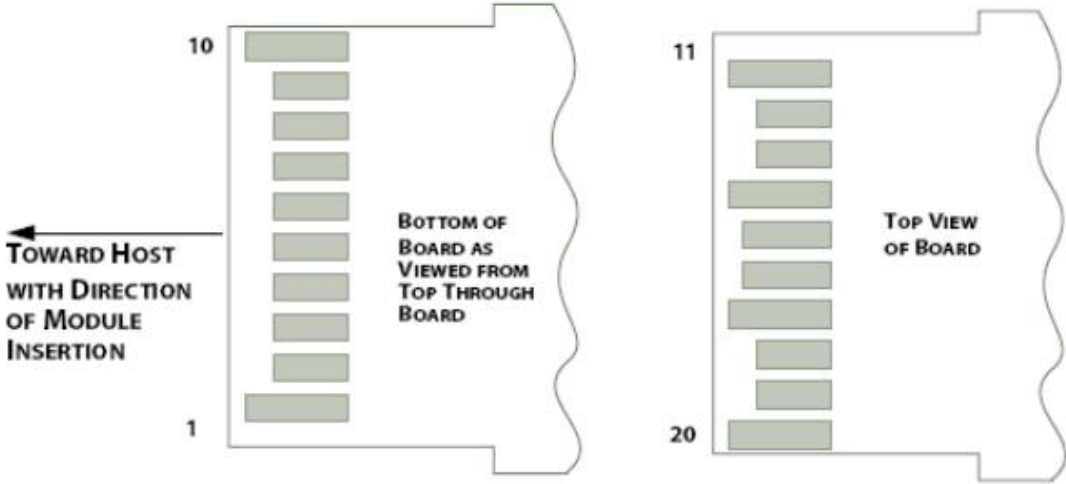 10
11
BOTTOM OF
BOARD AS
VIEWED FROM
TOP THROUGH
BOARD
TOP VIEW
OF BOARD
TOWARD HOST
WITH DIRECTION
OF MODULE
INSERTION
1
20